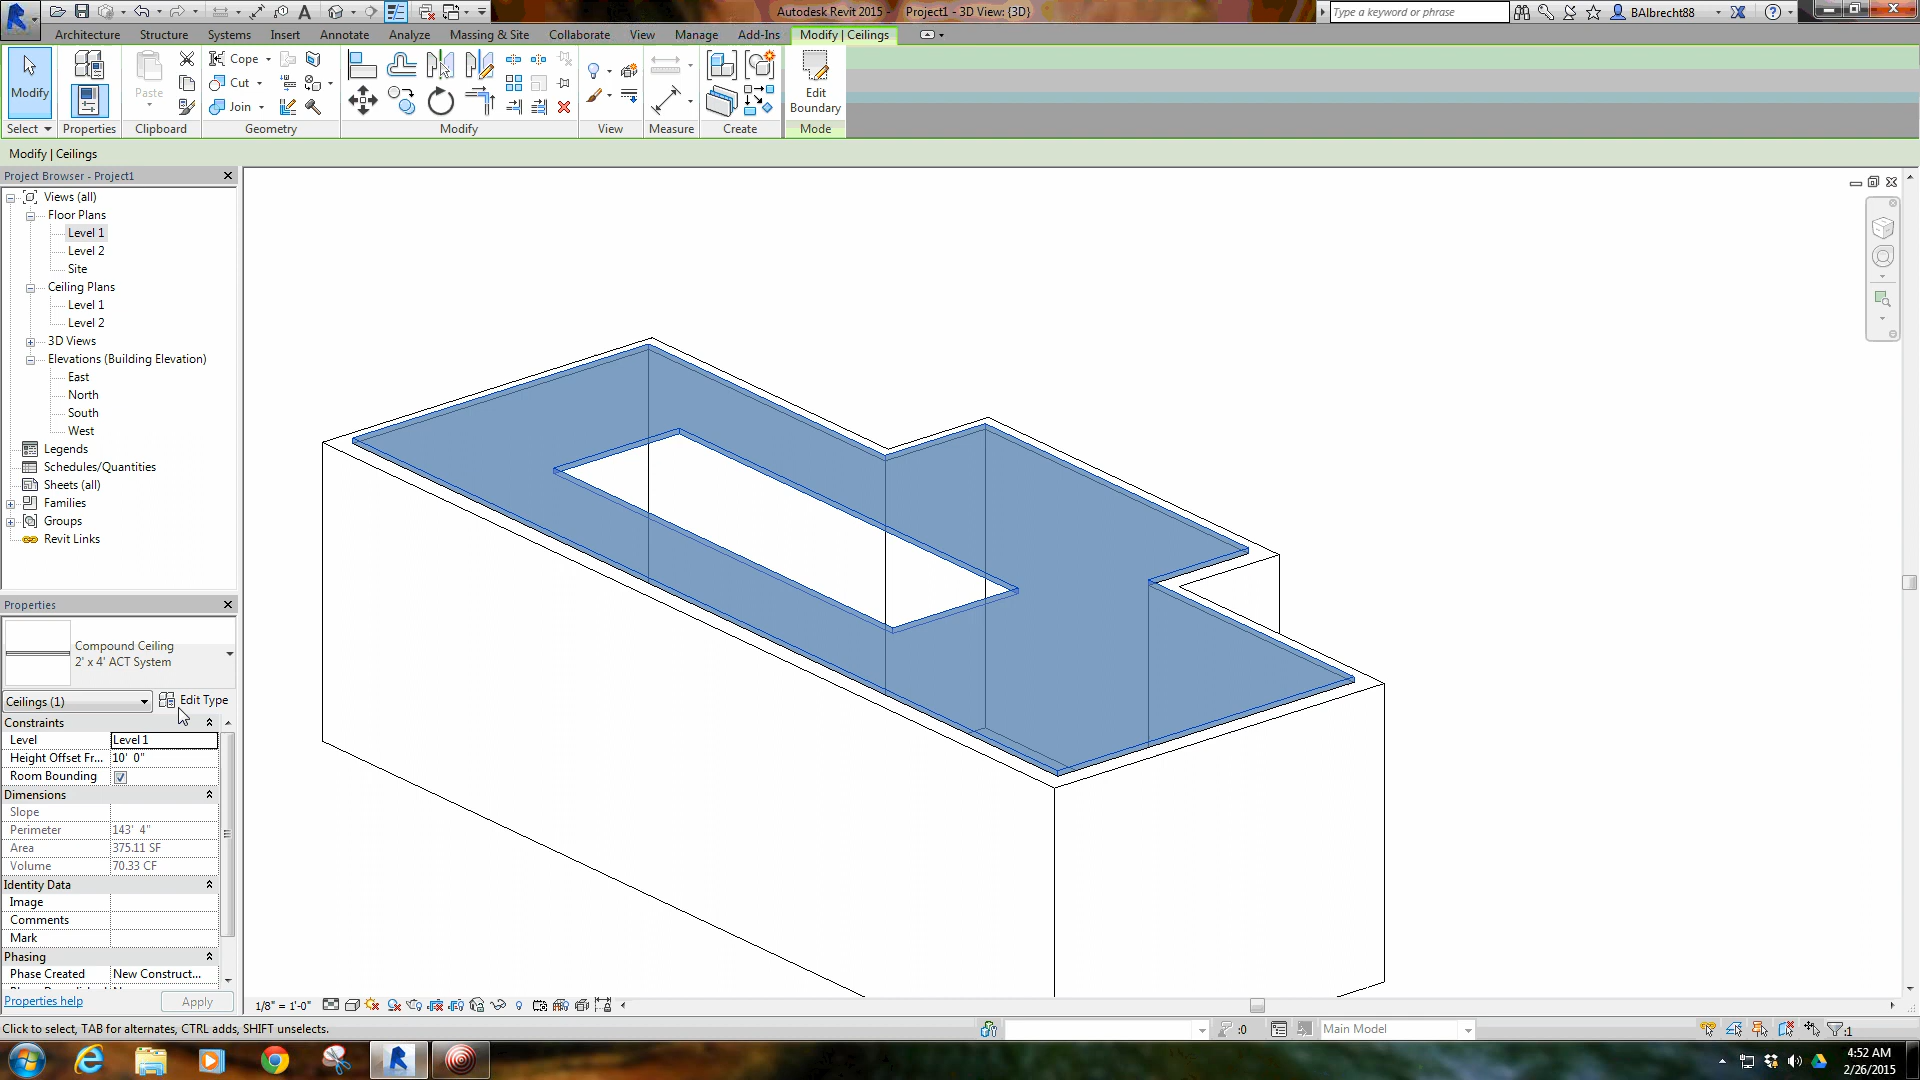 Autodesk Revit 2015 - Project1 - 3D View: {3D}
Type a keyword or phrase
BAlbrecht88
Architecture Structure Systems Insert Annotate Analyze Massing & Site Collaborate View Manage Add-Ins Modify | Ceilings
Modify
Paste
Cope
Cut
Join
Edit
Boundary
Select Properties Clipboard Geometry Modify View Measure Create Mode
Modify | Ceilings
Project Browser - Project1
Views (all)
Floor Plans
Level 1
Level 2
Site
Ceiling Plans
Level 1
Level 2
3D Views
Elevations (Building Elevation)
East
North
South
West
Legends
Schedules/Quantities
Sheets (all)
Families
Groups
Revit Links
Properties
Compound Ceiling
2' x 4' ACT System
Ceilings (1) Edit Type
Constraints
Level Level 1
Height Offset Fr... 10' 0"
Room Bounding
Dimensions
Slope
Perimeter 143' 4"
Area 375.11 SF
Volume 70.33 CF
Identity Data
Image
Comments
Mark
Phasing
Phase Created New Construct...
Properties help Apply
1/8" = 1'-0"
Click to select, TAB for alternates, CTRL adds, SHIFT unselects.
:0
Main Model
:1
4:52 AM
2/26/2015